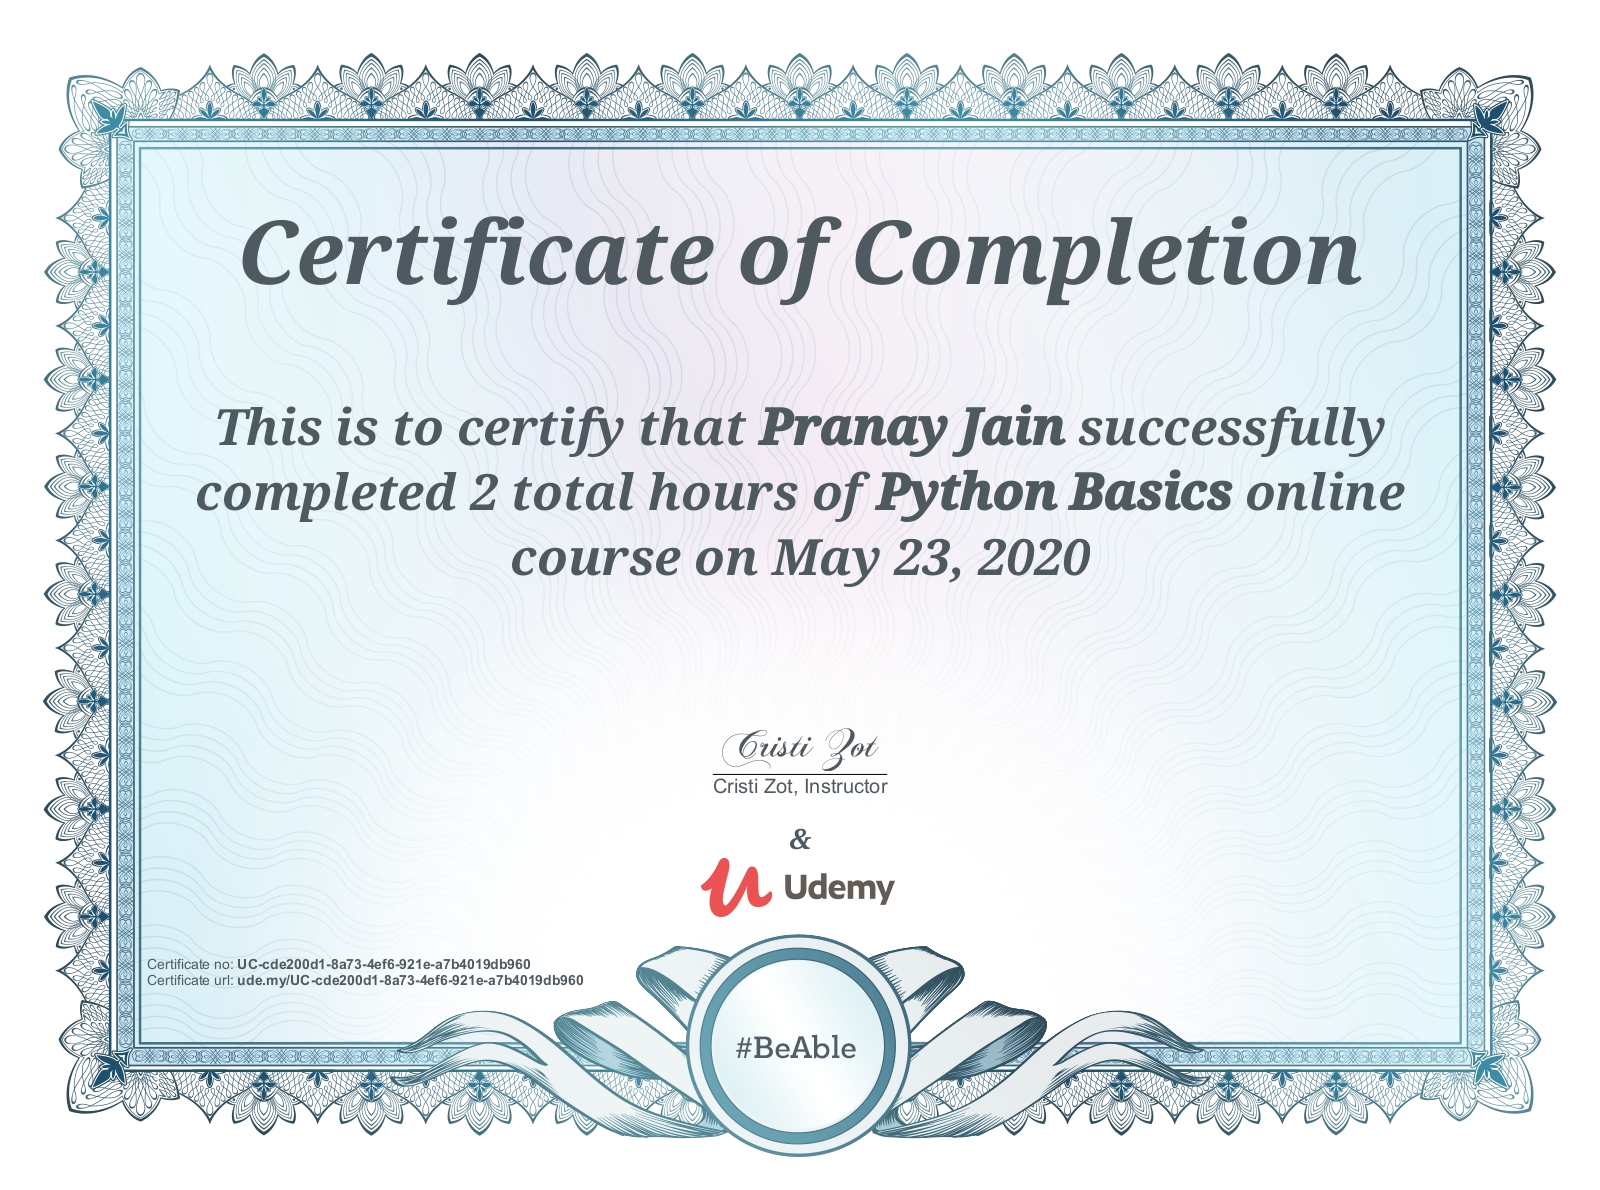 Certificate of Completion
This is to certify that Pranay Jain successfully
completed 2 total hours of Python Basics online
course on May 23, 2020
Cristi Zot
Cristi Zot, Instructor
&
Udemy
Certificate no: UC-cde200d1-8a73-4ef6-921e-a7b4019db960
Certificate url: ude.my/UC-cde200d1-8a73-4ef6-921e-a7b4019db960
#BeAble